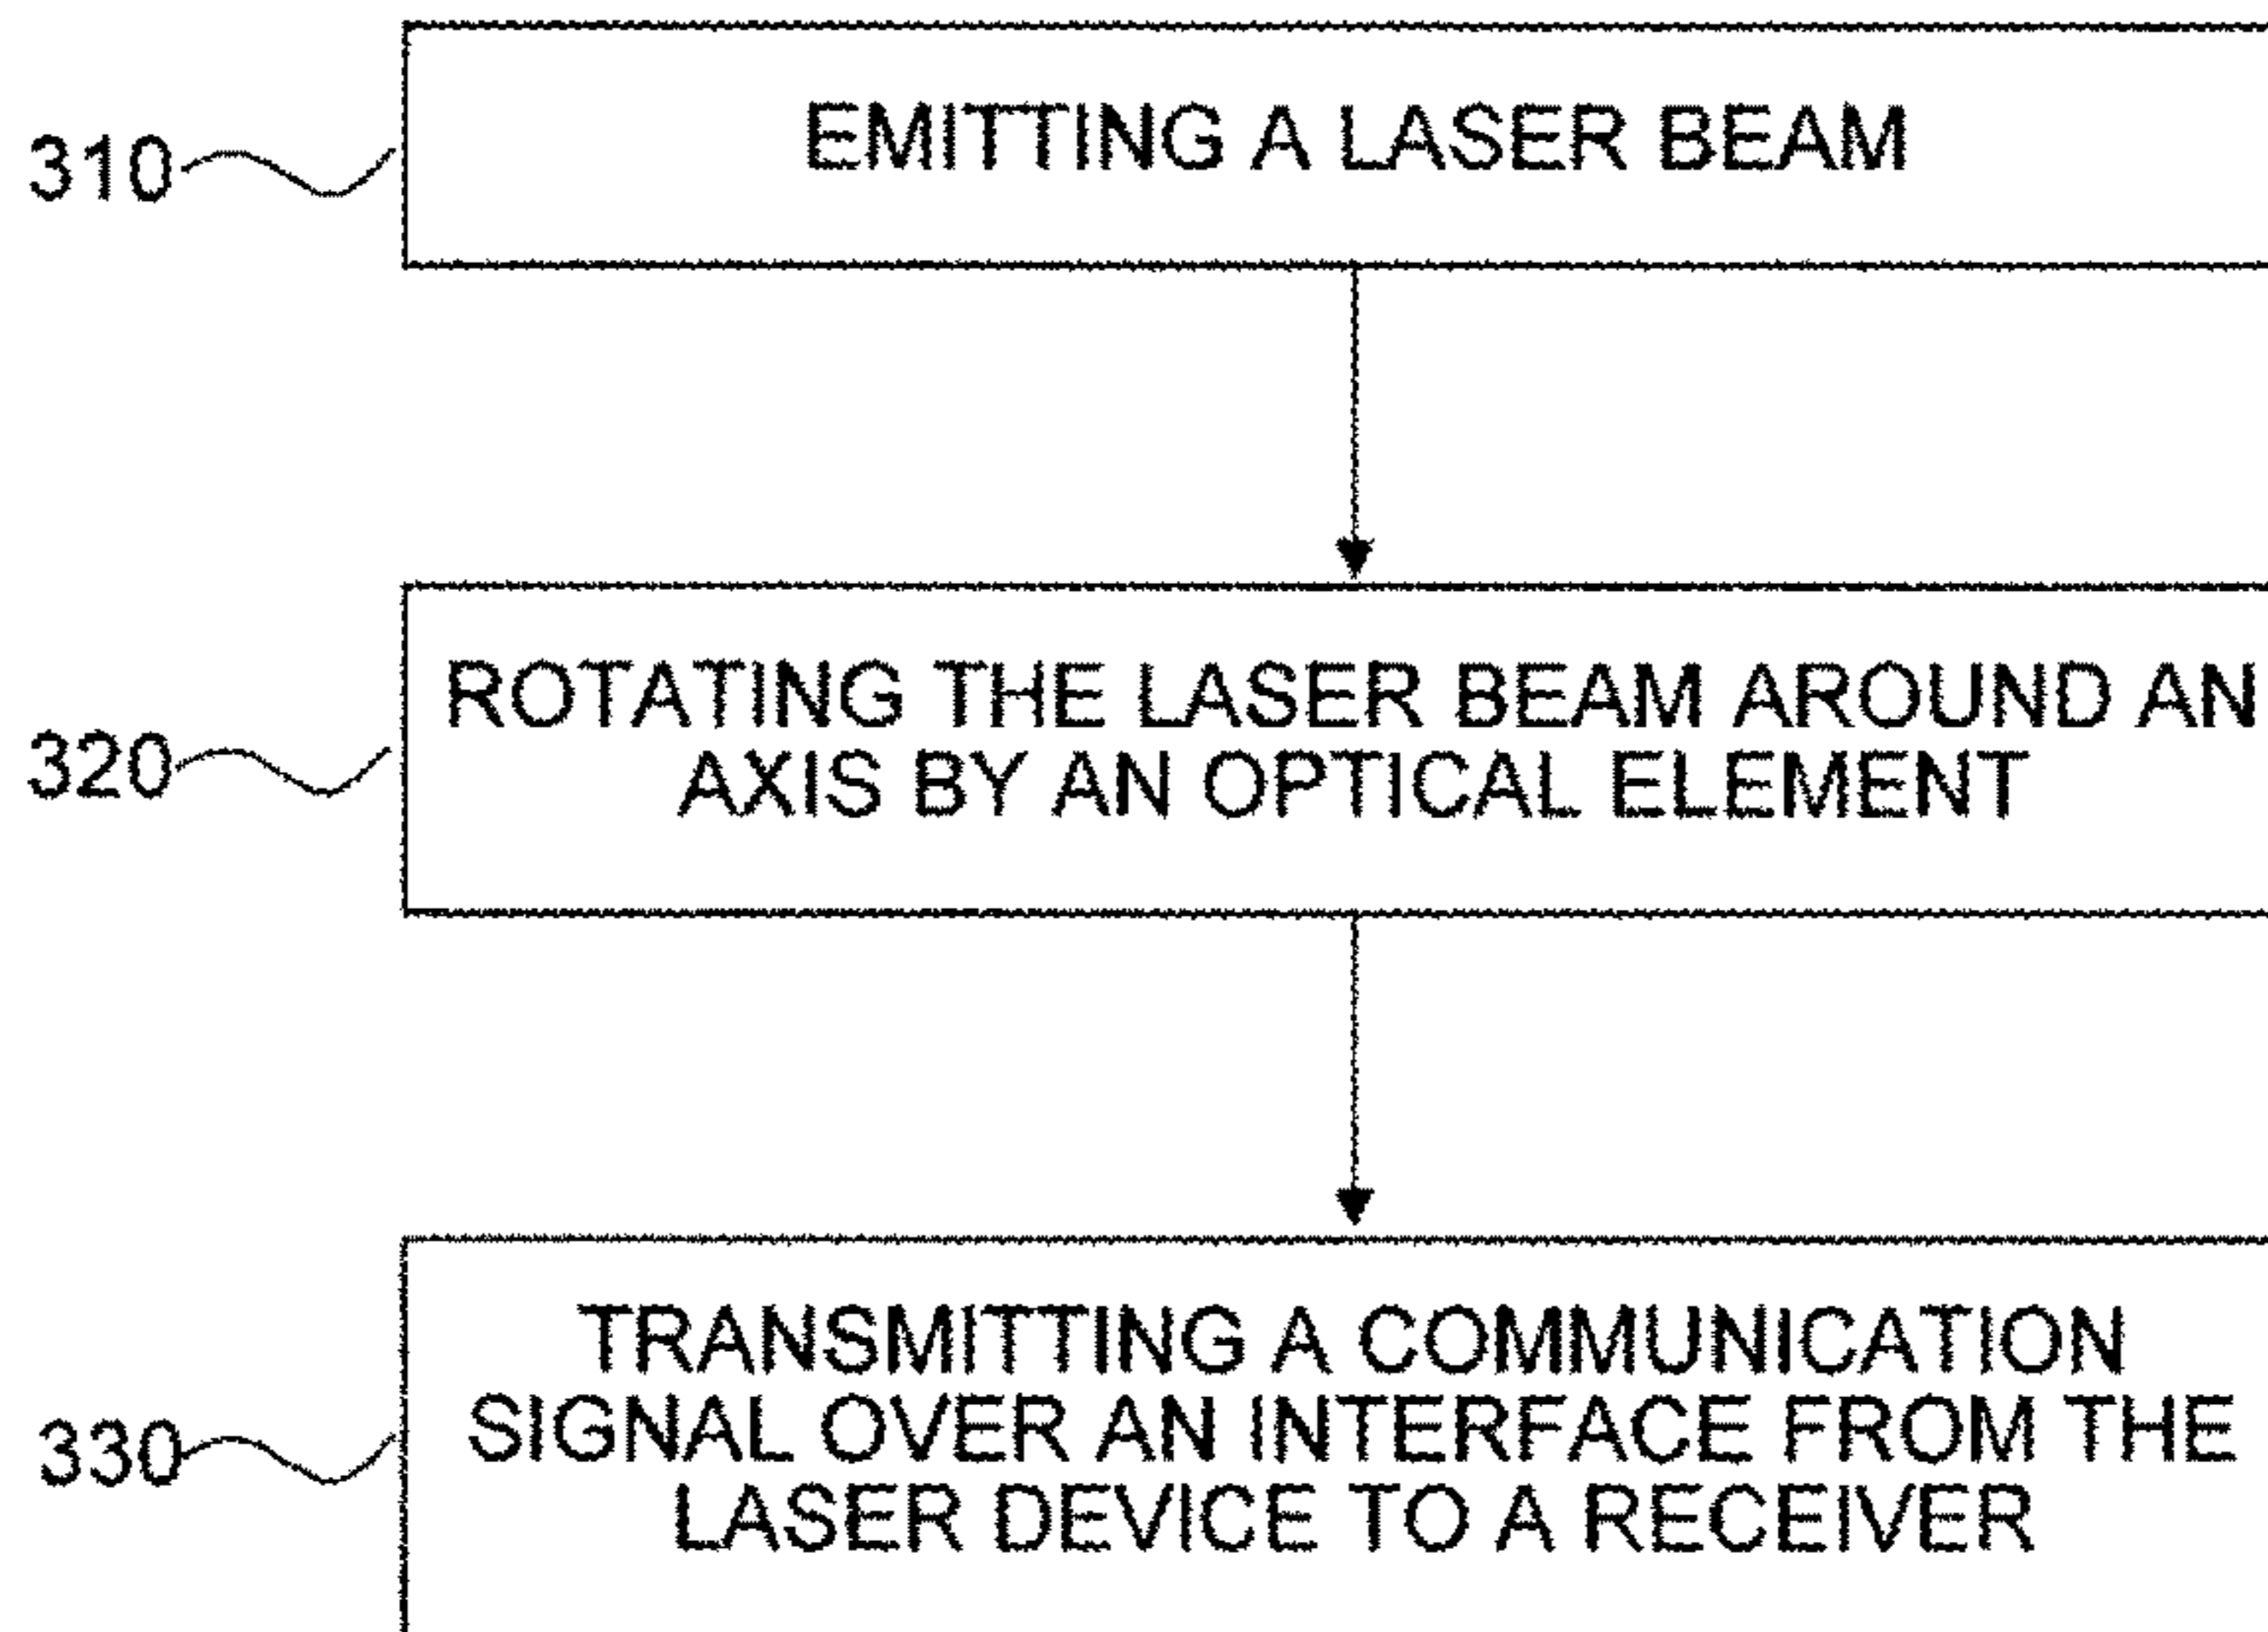 310
EMITTING A LASER BEAM
320
ROTATING THE LASER BEAM AROUND AN
AXIS BY AN OPTICAL ELEMENT
330
TRANSMITTING A COMMUNICATION
SIGNAL OVER AN INTERFACE FROM THE
LASER DEVICE TO A RECEIVER